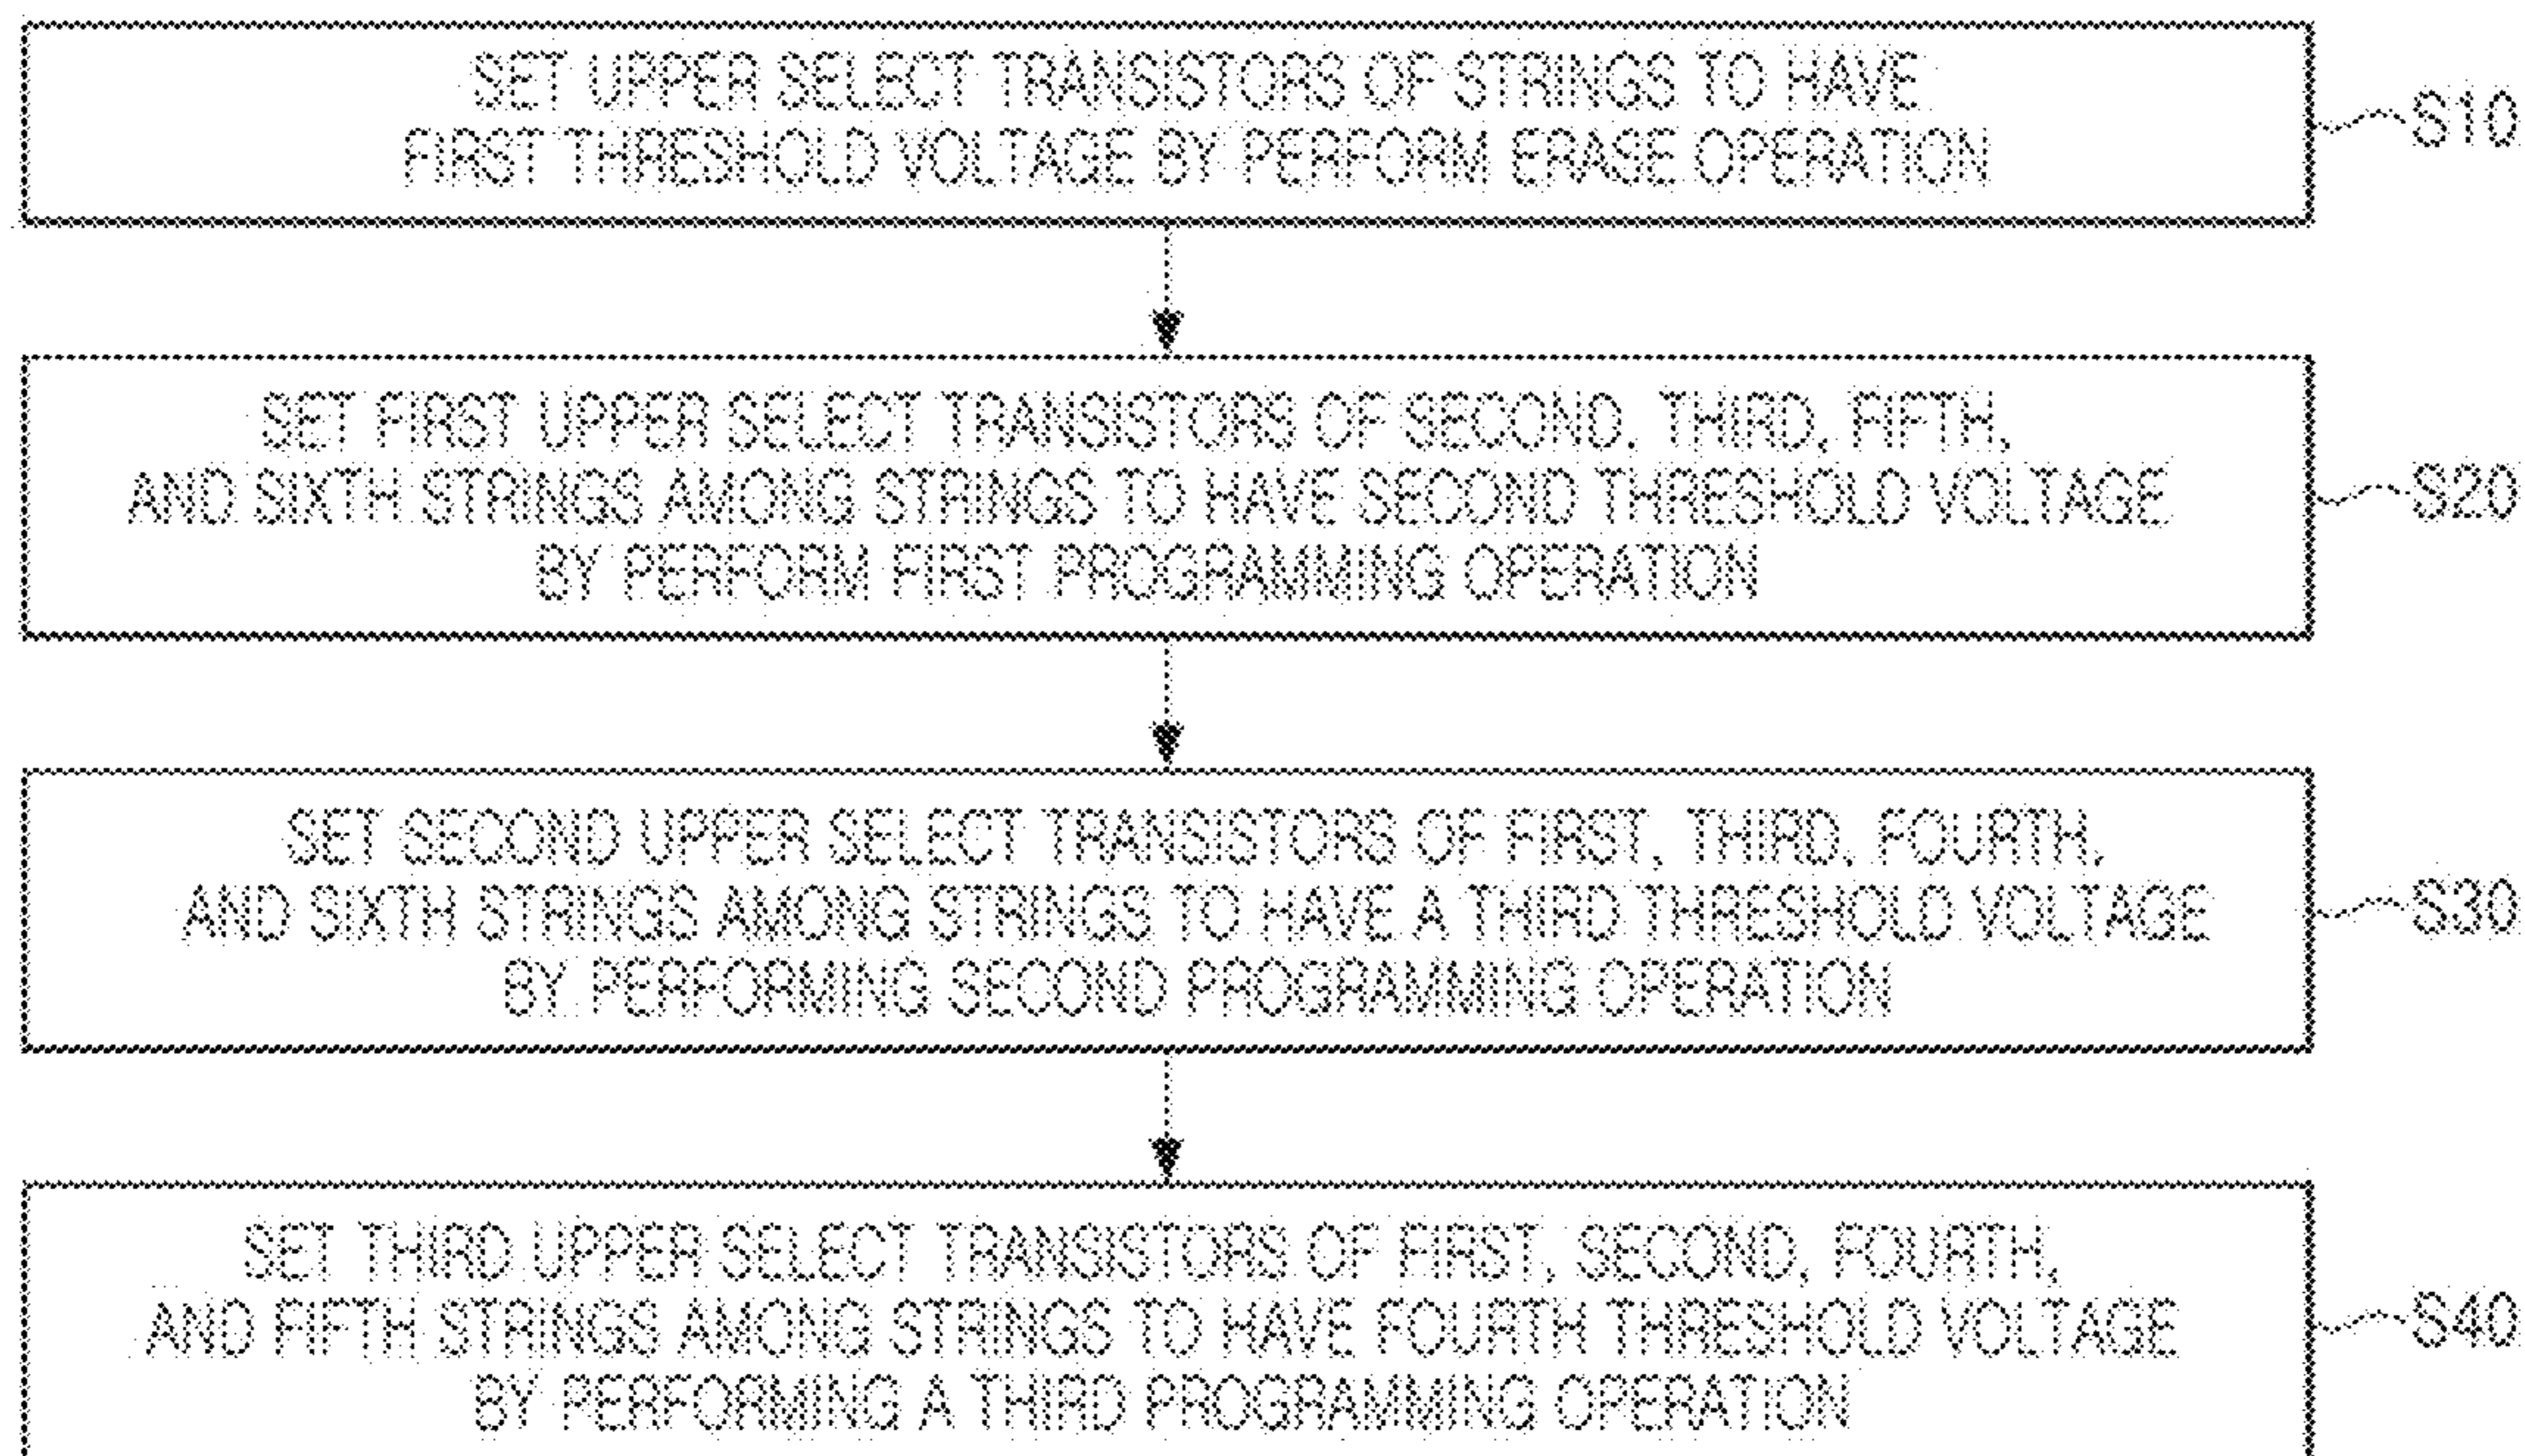 SET UPPER SELECT TRANSISTORS OF STRINGS TO HAVE
FIRST THRESHOLD VOLTAGE BY PERFORM ERASE OPERATION
S10
SET FIRST UPPER SELECT TRANSISTORS OF SECOND, THIRD, FIFTH,
AND SIXTH STRINGS AMONG STRINGS TO HAVE SECOND THRESHOLD VOLTAGE
BY PERFORM FIRST PROGRAMMING OPERATION
S20
SET SECOND UPPER SELECT TRANSISTORS OF FIRST, THIRD, FOURTH,
AND SIXTH STRINGS AMONG STRINGS TO HAVE A THIRD THRESHOLD VOLTAGE
BY PERFORMING SECOND PROGRAMMING OPERATION
S30
SET THIRD UPPER SELECT TRANSISTORS OF FIRST, SECOND, FOURTH,
AND FIFTH STRINGS AMONG STRINGS TO HAVE FOURTH THRESHOLD VOLTAGE
BY PERFORMING A THIRD PROGRAMMING OPERATION
S40